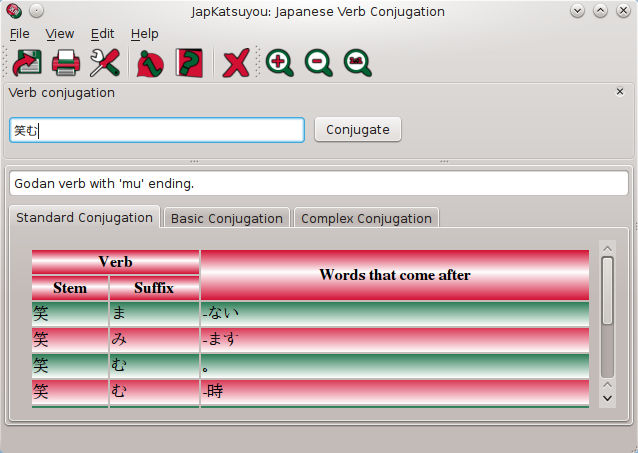 JapKatsuyou: Japanese Verb Conjugation
File View Edit Help
1:1
Verb conjugation
笑む Conjugate
Godan verb with 'mu' ending.
Standard Conjugation Basic Conjugation Complex Conjugation
Verb Words that come after
Stem Suffix
笑 ま -ない
笑 み -ます
笑 む 。
笑 む -時